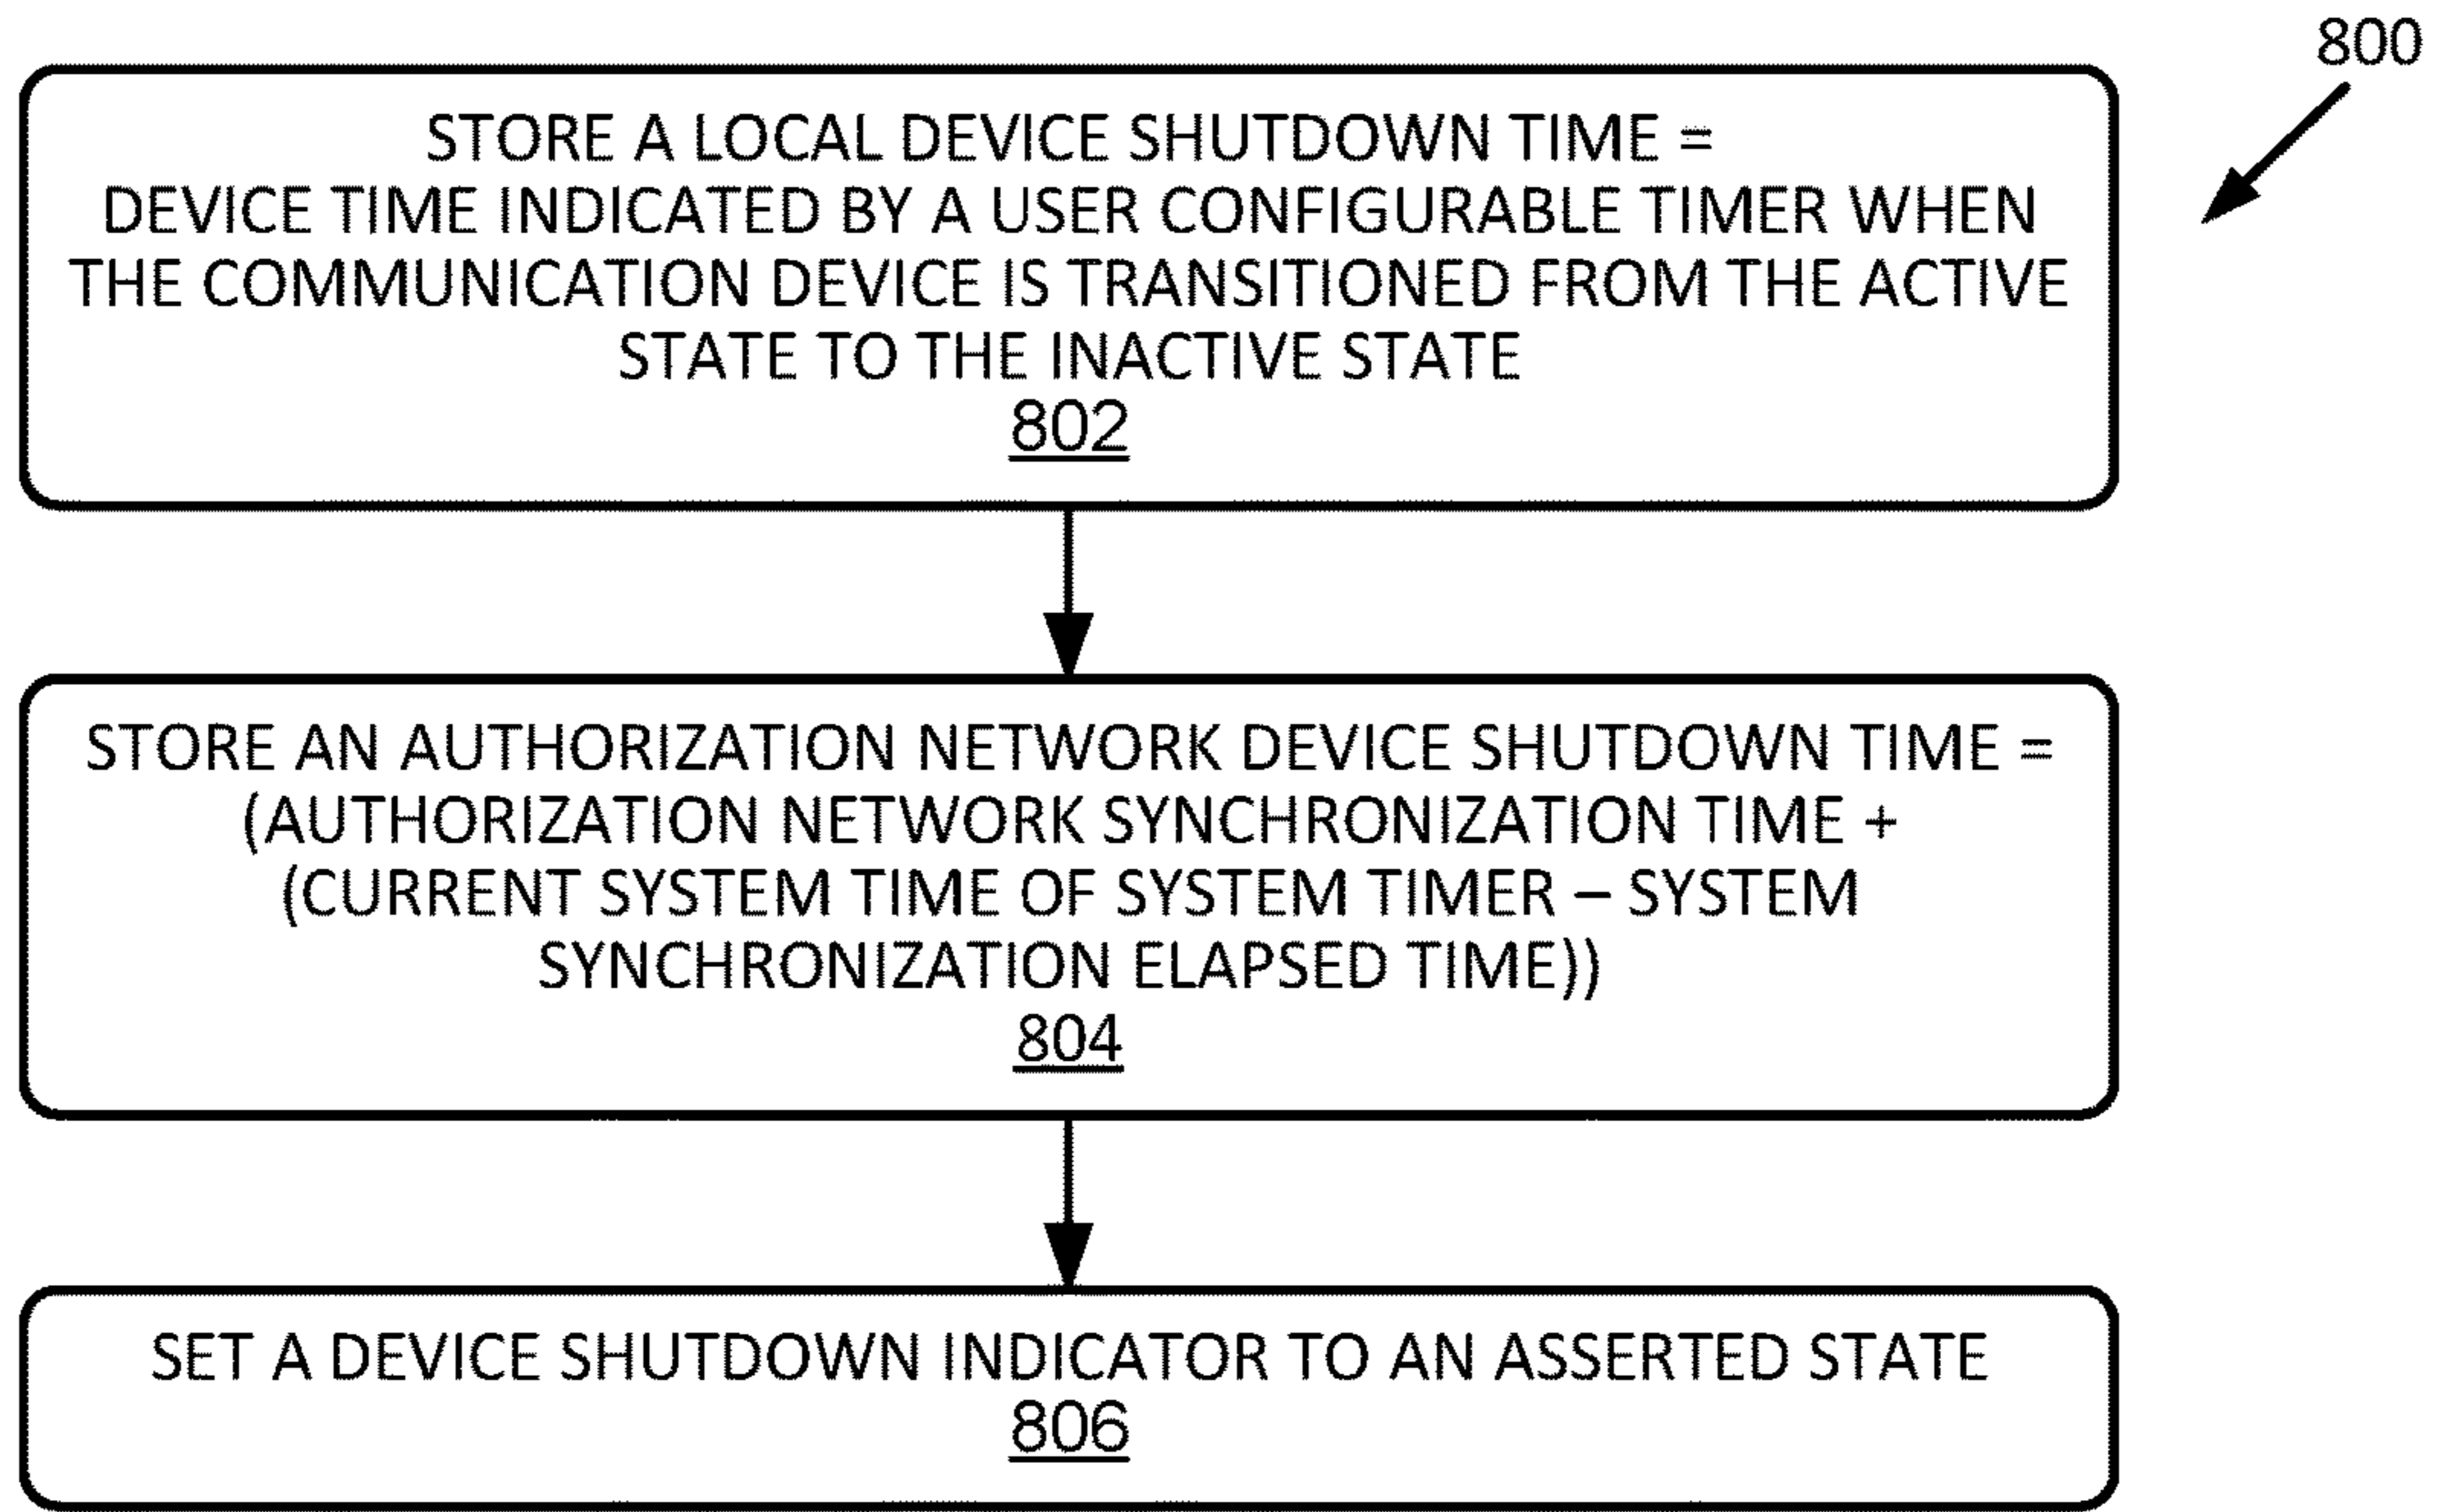 800
STORE A LOCAL DEVICE SHUTDOWN TIME =
DEVICE TIME INDICATED BY A USER CONFIGURABLE TIMER WHEN
THE COMMUNICATION DEVICE IS TRANSITIONED FROM THE ACTIVE
STATE TO THE INACTIVE STATE
802
STORE AN AUTHORIZATION NETWORK DEVICE SHUTDOWN TIME =
(AUTHORIZATION NETWORK SYNCHRONIZATION TIME +
(CURRENT SYSTEM TIME OF SYSTEM TIMER – SYSTEM
SYNCHRONIZATION ELAPSED TIME))
804
SET A DEVICE SHUTDOWN INDICATOR TO AN ASSERTED STATE
806